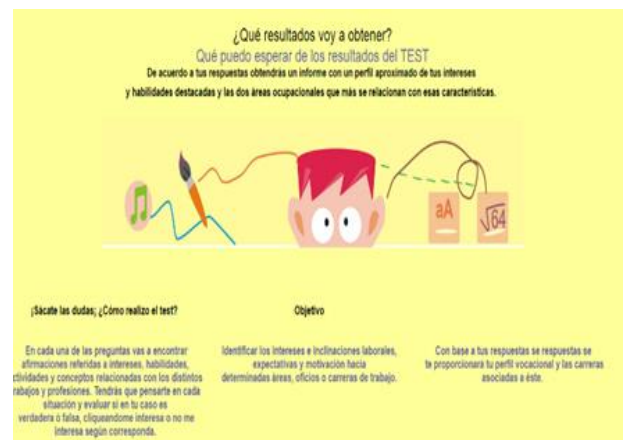 ¿Qué resultados voy a obtener?
Qué puedo esperar de los resultados del TEST
De acuerdo a tus respuestas obtendrás un informe con un perfil aproximado de tus intereses
y habilidades destacadas y las dos áreas ocupacionales que más se relacionan con esas características.
aA
√64
¡Sácate las dudas; ¿Cómo realizo el test?
En cada una de las preguntas vas a encontrar
afirmaciones referidas a intereses, habilidades,
ctividades y conceptos relacionadas con los distintos
rabajos y profesiones. Tendrás que pensarte en cada
situación y evaluar si en tu caso es
verdadera o falsa, cliqueandome interesa o no me
interesa según corresponda.
Objetivo
Identificar los intereses e inclinaciones laborales,
expectativas y motivación hacia
determinadas áreas, oficios o carreras de trabajo.
Con base a tus respuestas se respuestas se
te proporcionará tu perfil vocacional y las carreras
asociadas a éste.